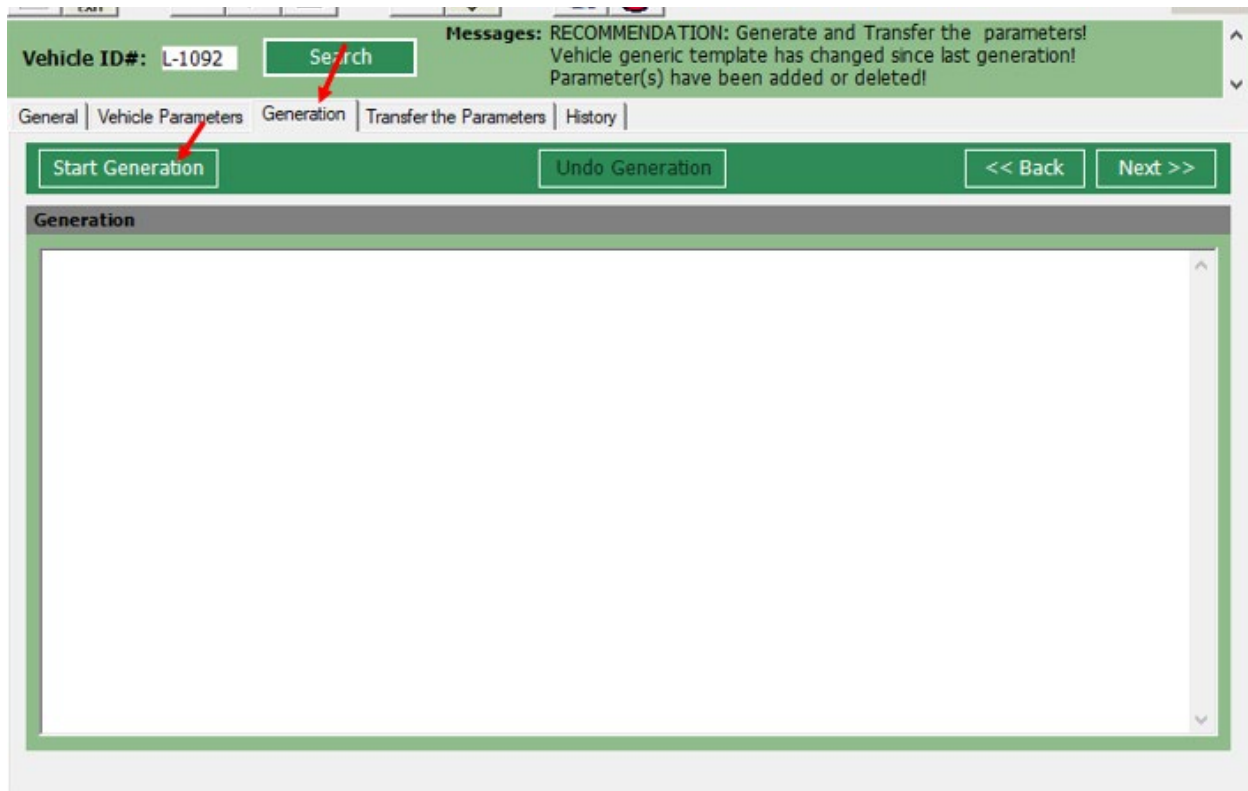 EXIT
Vehicle ID#: L-1092 Search Messages: RECOMMENDATION: Generate and Transfer the parameters!
Vehicle generic template has changed since last generation!
Parameter(s) have been added or deleted!
General Vehicle Parameters Generation Transfer the Parameters History
Start Generation Undo Generation << Back Next >>
Generation